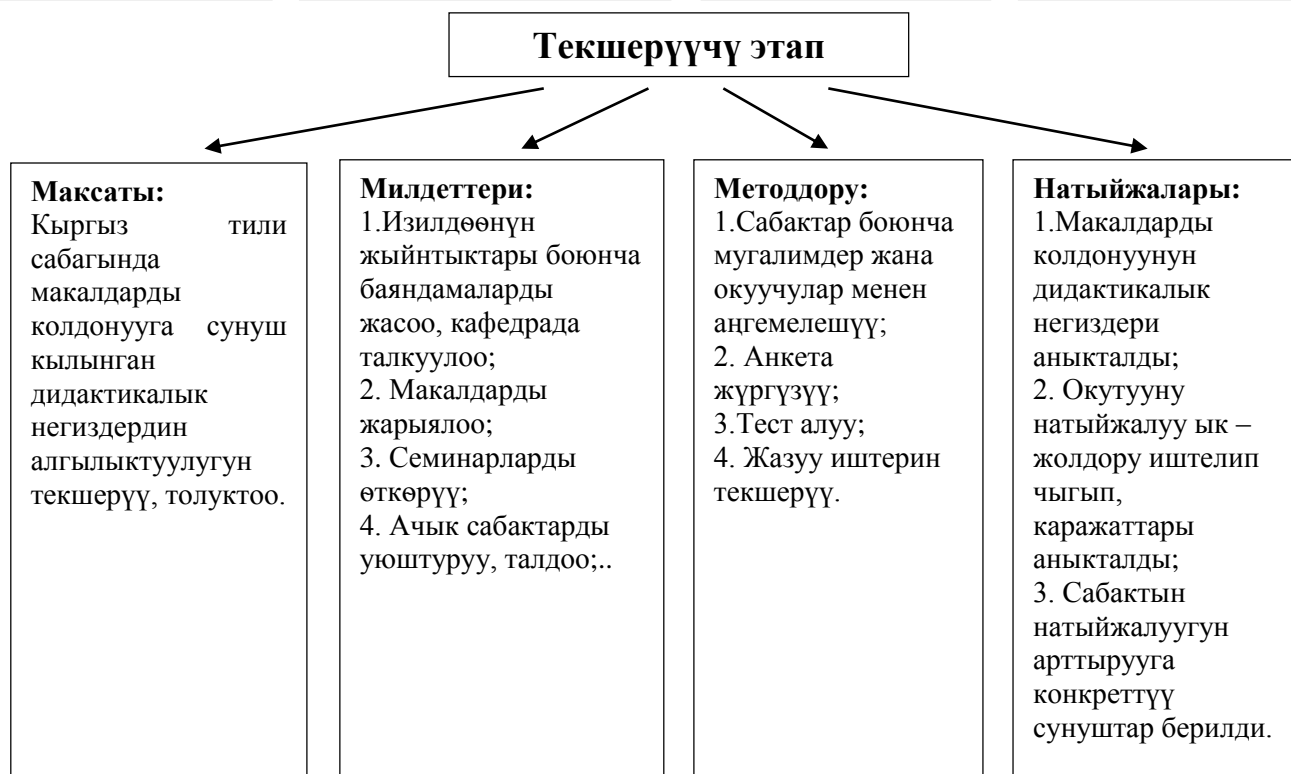 Текшерүүчү этап
Максаты:
Кыргыз тили
сабагында
макалдарды
колдонууга сунуш
кылынган
дидактикалык
негиздердин
алгылыктуулугун
текшерүү, толуктоо.
Милдеттери:
1.Изилдөөнүн
жыйынтыктары боюнча
баяндамаларды
жасоо, кафедрада
талкуулоо;
2. Макалдарды
жарыялоо;
3. Семинарларды
өткөрүү;
4. Ачык сабактарды
уюштуруу, талдоо;..
Методдору:
1.Сабактар боюнча
мугалимдер жана
окуучулар менен
аңгемелешүү;
2. Анкета
жүргүзүү;
3.Тест алуу;
4. Жазуу иштерин
текшерүү.
Натыйжалары:
1.Макалдарды
колдонуунун
дидактикалык
негиздери
аныкталды;
2. Окутууну
натыйжалуу ык –
жолдору иштелип
чыгып,
каражаттары
аныкталды;
3. Сабактын
натыйжалуугун
арттырууга
конкреттүү
сунуштар берилди.